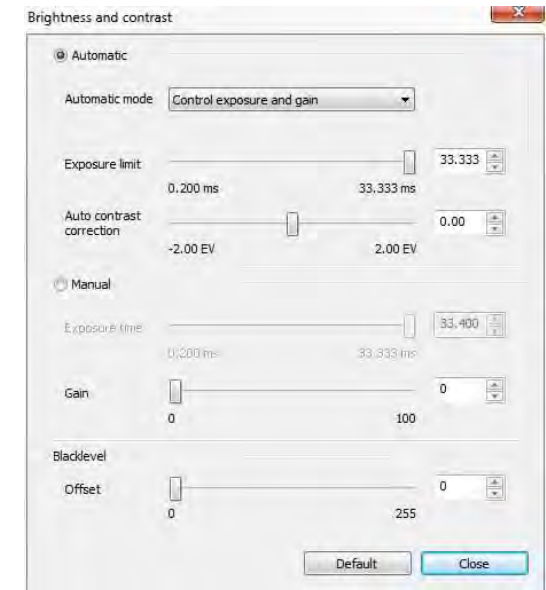 Brightness and contrast
Automatic
Automatic mode Control exposure and gain
Exposure limit 33.333
0.200 ms 33.333 ms
Auto contrast
correction 0.00
-2.00 EV 2.00 EV
Manual
Exposure time 33.400
0.200 ms 33.333 ms
Gain 0
0 100
Blacklevel
Offset 0
0 255
Default Close